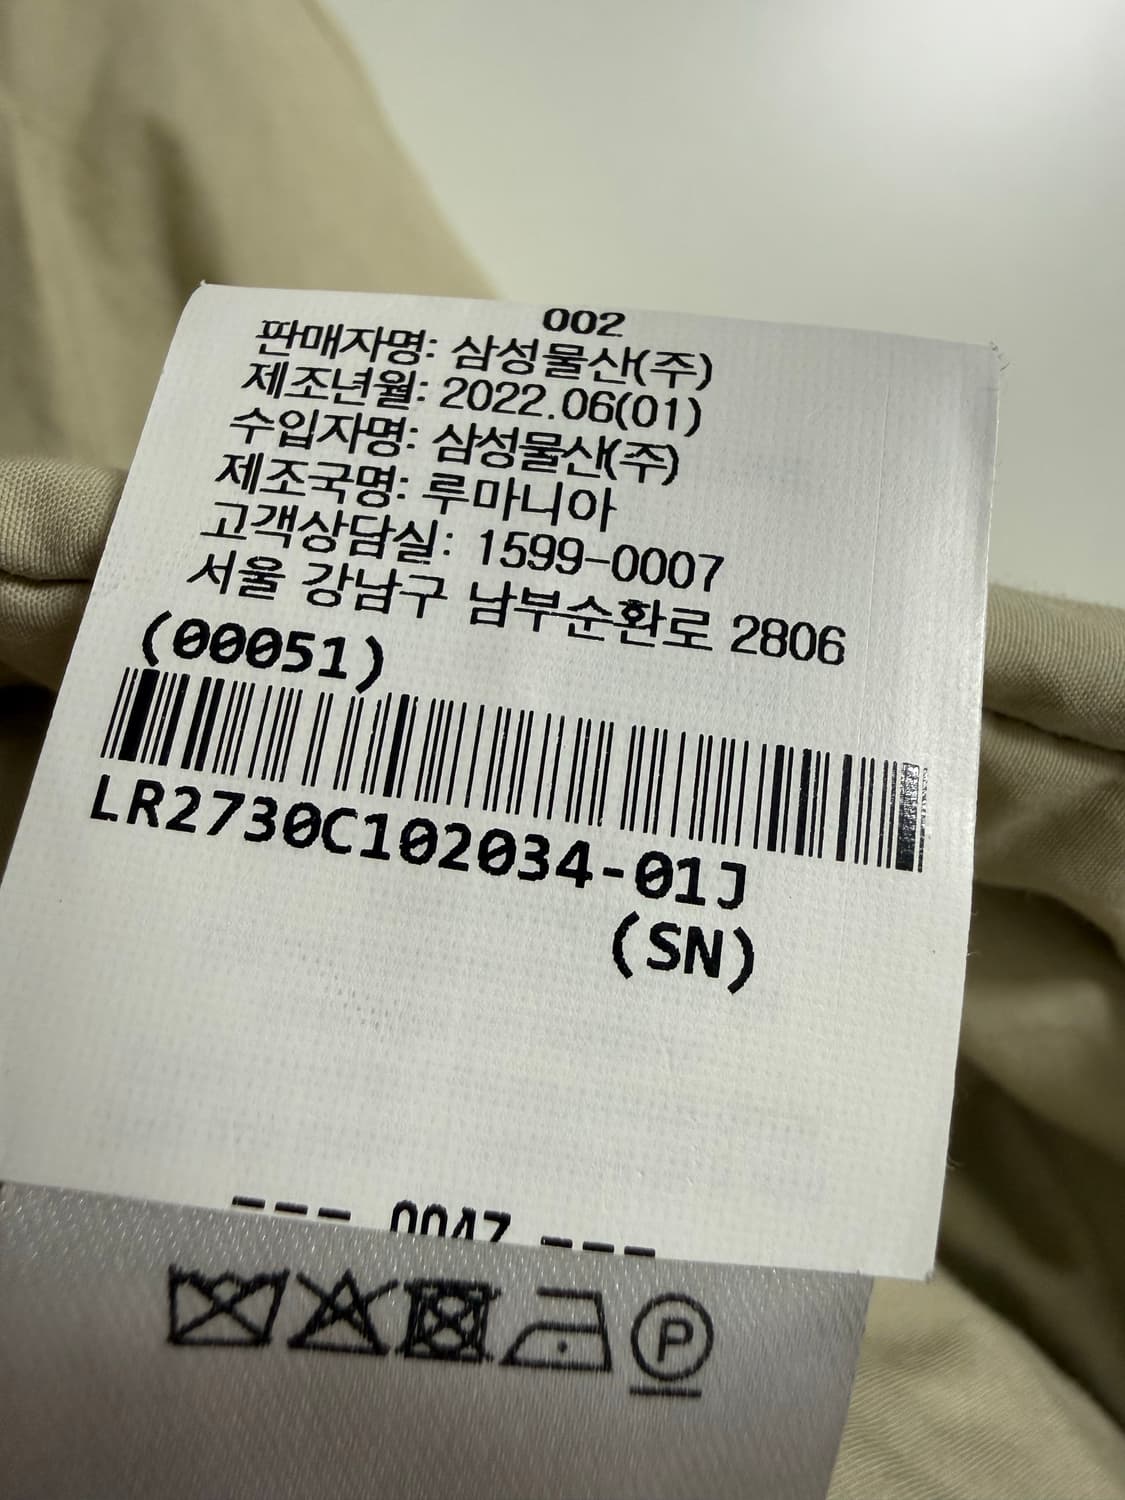 002
판매자명: 삼성물산(주)
제조년월: 2022.06(01)
수입자명: 삼성물산(주)
제조국명: 루마니아
고객상담실: 1599-0007
서울 강남구 남부순환로 2806
(00051)
LR2730C102034-01J
(SN)
--- 0047 ---
P